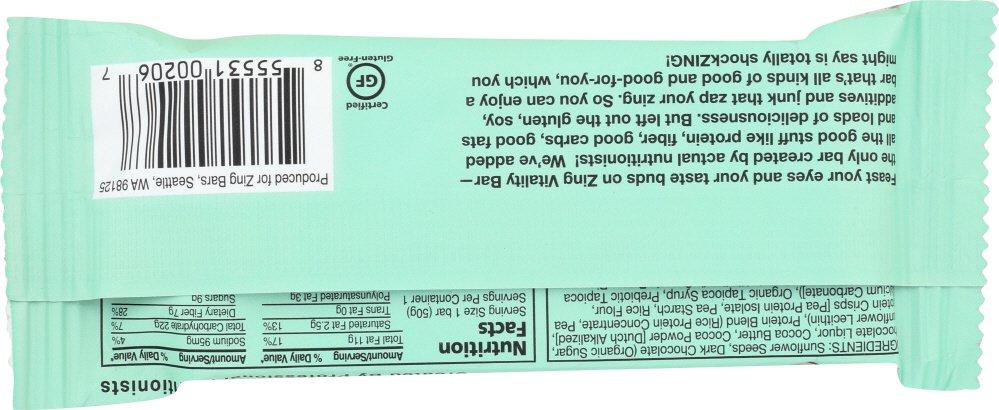 Feast your eyes and your taste buds on Zing Vitality Bar—
the only bar created by actual nutritionists! We've added
all the good stuff like protein, fiber, good carbs, good fats
and loads of deliciousness. But left out the gluten, soy,
additives and junk that zap your zing. So you can enjoy a
bar that's all kinds of good and good-for-you, which you
might say is totally shockZING!
Produced for Zing Bars, Seattle, WA 98125
8 55531 00206 7
Certified
GF
Gluten-Free
GREDIENTS: Sunflower Seeds, Dark Chocolate (Organic Sugar,
ocolate Liquor, Cocoa Butter, Cocoa Powder [Dutch Alkalized],
nflower Lecithin), Protein Blend (Rice Protein Concentrate, Pea
otein Crisps [Pea Protein Isolate, Pea Starch, Rice Flour,
lcium Carbonate]), Organic Tapioca Syrup, Prebiotic Tapioca
Nutrition
Facts
Serving Size 1 bar (50g)
Servings Per Container 1
Amount/Serving % Daily Value*
Total Fat 11g 17%
Saturated Fat 2.5g 13%
Trans Fat 0g
Polyunsaturated Fat 3g
Amount/Serving % Daily Value*
Sodium 95mg 4%
Total Carbohydrate 22g 7%
Dietary Fiber 7g 28%
Sugars 9g